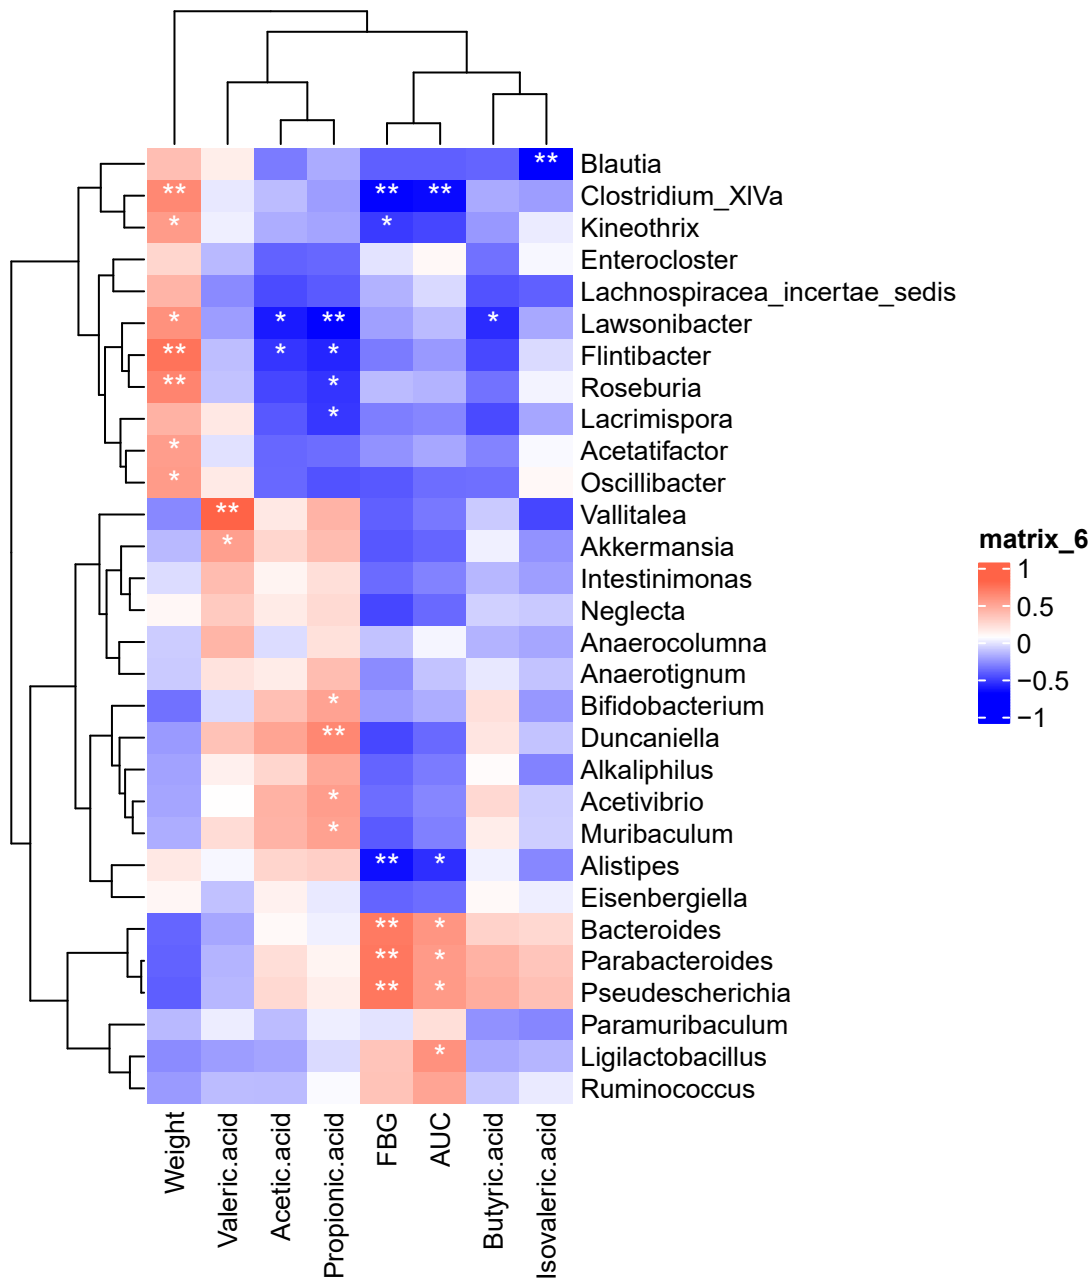 **
Blautia
** ** ** Clostridium_XIVa
* * Kineothrix
Enterocloster
Lachnospiracea_incertae_sedis
* * ** * Lawsonibacter
** * * Flintibacter
** * Roseburia
* Lacrimispora
* Acetatifactor
* Oscillibacter
** Vallitalea
* Akkermansia
Intestinimonas
Neglecta
Anaerocolumna
Anaerotignum
* Bifidobacterium
** Duncaniella
Alkaliphilus
* Acetivibrio
* Muribaculum
** * Alistipes
Eisenbergiella
** * Bacteroides
** * Parabacteroides
** * Pseudescherichia
Paramuribaculum
* Ligilactobacillus
Ruminococcus
Weight
Valeric.acid
Acetic.acid
Propionic.acid
FBG
AUC
Butyric.acid
Isovaleric.acid
matrix_6
1
0.5
0
−0.5
−1